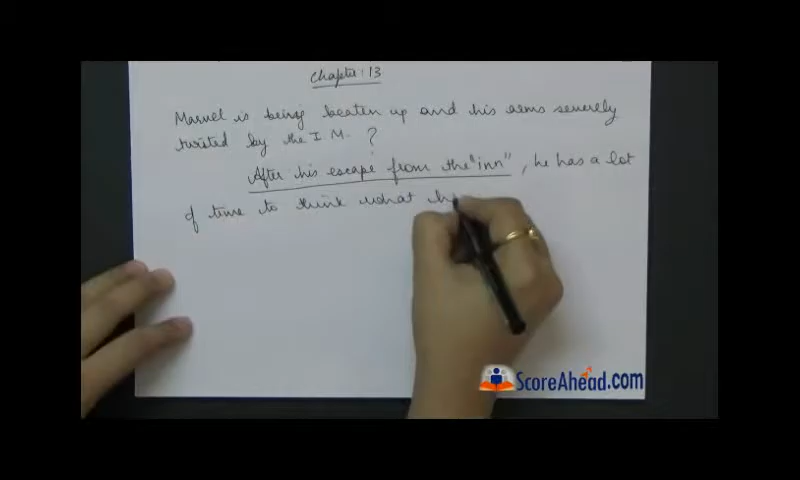 Chapter: 13
Marvel is being beaten up and his arms severely
twisted by the I.M. ?
After his escape from the "inn", he has a lot
of time to think what h
ScoreAhead.com